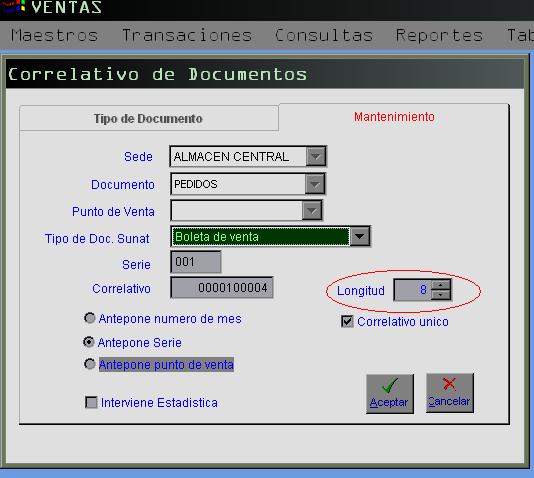 VENTAS
Maestros Transaciones Consultas Reportes Tab
Correlativo de Documentos
Tipo de Documento Mantenimiento
Sede ALMACEN CENTRAL
Documento PEDIDOS
Punto de Venta
Tipo de Doc. Sunat Boleta de venta
Serie 001
Correlativo 0000100004 Longitud 8
Antepone numero de mes Correlativo unico
Antepone Serie
Antepone punto de venta
Interviene Estadistica Aceptar Cancelar